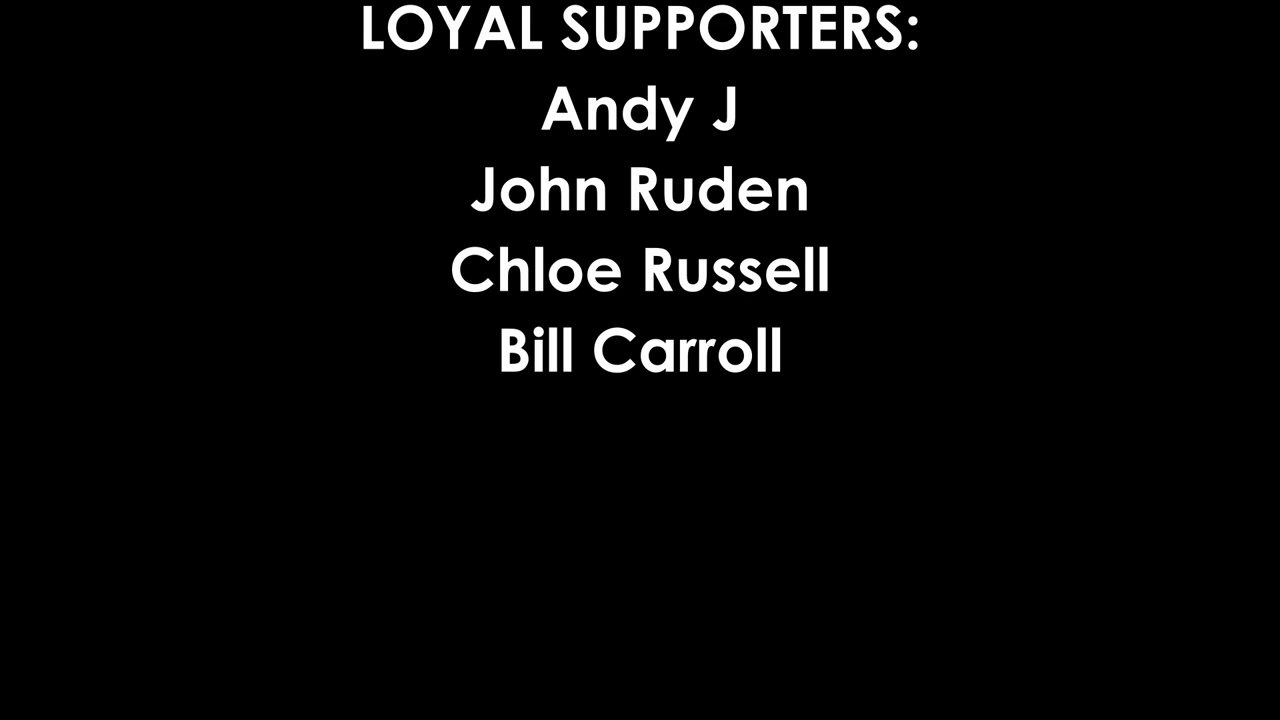 LOYAL SUPPORTERS:
Andy J
John Ruden
Chloe Russell
Bill Carroll